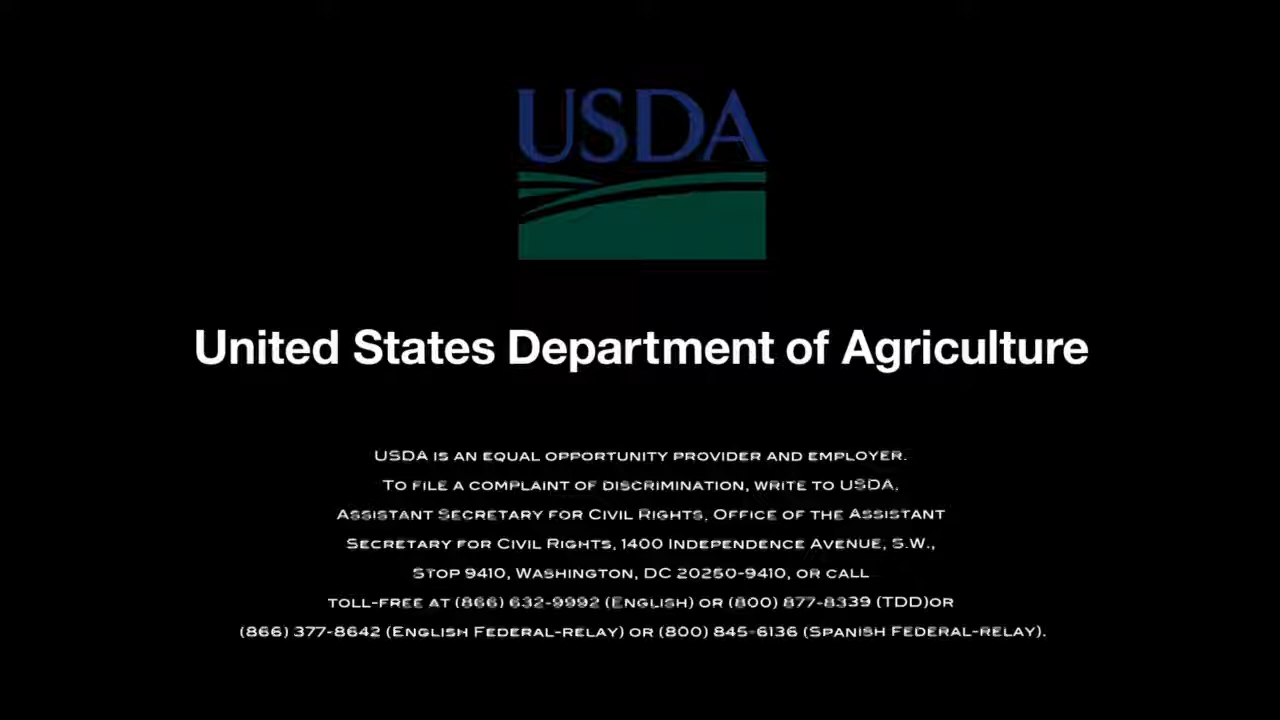 USDA
United States Department of Agriculture
USDA IS AN EQUAL OPPORTUNITY PROVIDER AND EMPLOYER.
TO FILE A COMPLAINT OF DISCRIMINATION, WRITE TO USDA,
ASSISTANT SECRETARY FOR CIVIL RIGHTS, OFFICE OF THE ASSISTANT
SECRETARY FOR CIVIL RIGHTS, 1400 INDEPENDENCE AVENUE, S.W.,
STOP 9410, WASHINGTON, DC 20250-9410, OR CALL
TOLL-FREE AT (866) 632-9992 (ENGLISH) OR (800) 877-8339 (TDD)OR
(866) 377-8642 (ENGLISH FEDERAL-RELAY) OR (800) 845-6136 (SPANISH FEDERAL-RELAY).